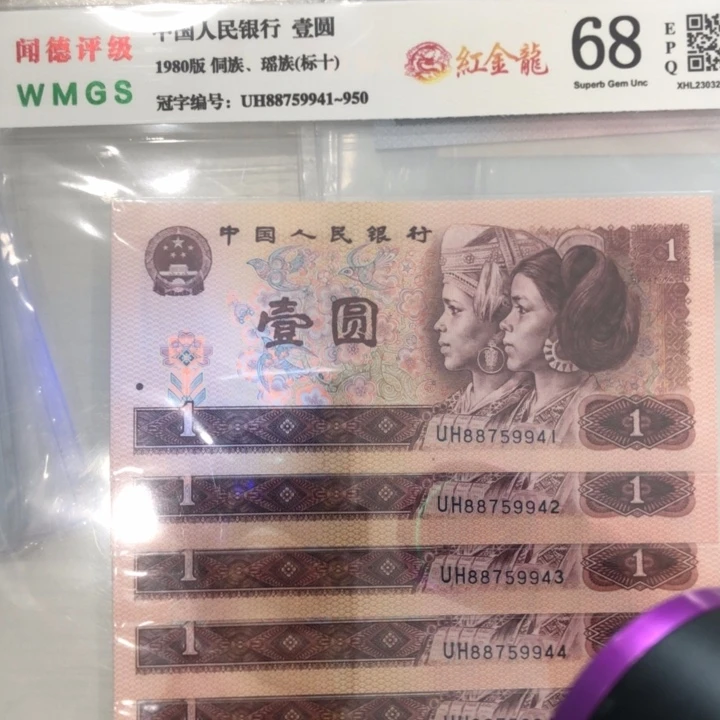 闻德评级
WMGS
中国人民银行 壹圆
1980版 侗族、瑶族(标十)
冠字编号：UH88759941~950
紅金龍
68
Superb Gem Unc
EPQ
XHL23032
中国人民银行
1
壹圆
1
UH88759941
1
1
UH88759942
1
1
UH88759943
1
1
UH88759944